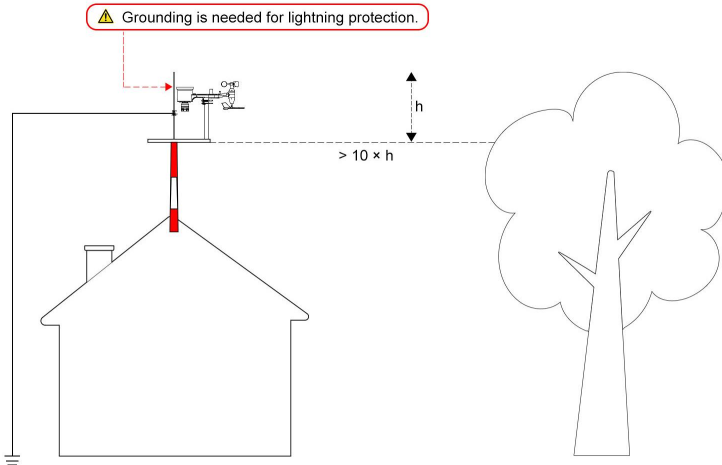 Grounding is needed for lightning protection.
h
> 10 × h